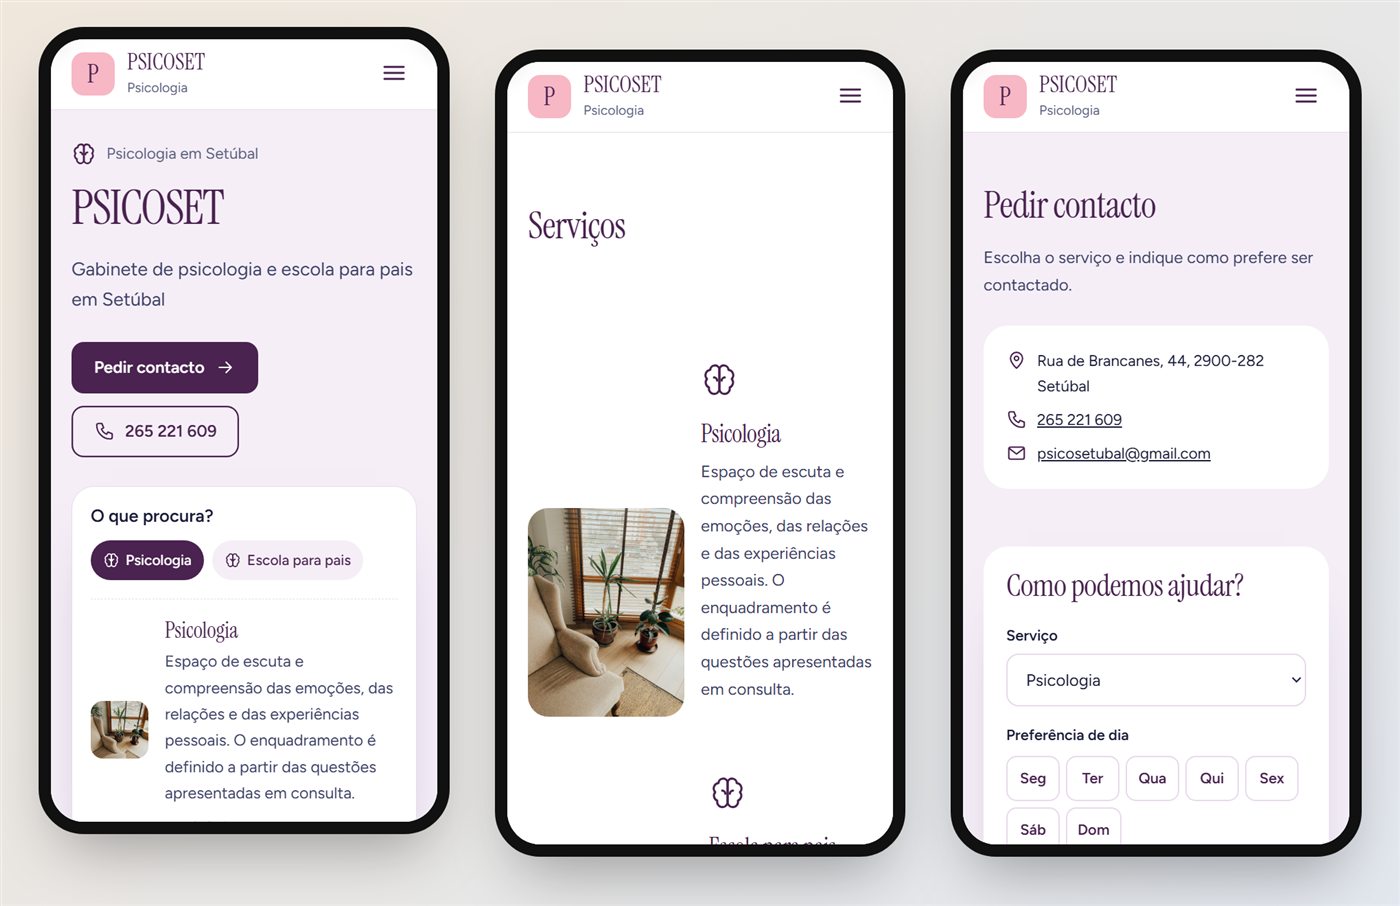 P
PSICOSET
Psicologia
Psicologia em Setúbal
PSICOSET
Gabinete de psicologia e escola para pais
em Setúbal
Pedir contacto
265 221 609
O que procura?
Psicologia
Escola para pais
Psicologia
Espaço de escuta e
compreensão das emoções, das
relações e das experiências
pessoais. O enquadramento é
definido a partir das questões
apresentadas em consulta.
P
PSICOSET
Psicologia
Serviços
Psicologia
Espaço de escuta e
compreensão das
emoções, das relações
e das experiências
pessoais. O
enquadramento é
definido a partir das
questões apresentadas
em consulta.
Escola para pais
P
PSICOSET
Psicologia
Pedir contacto
Escolha o serviço e indique como prefere ser
contactado.
Rua de Brancanes, 44, 2900-282
Setúbal
265 221 609
psicosetubal@gmail.com
Como podemos ajudar?
Serviço
Psicologia
Preferência de dia
Seg
Ter
Qua
Qui
Sex
Sáb
Dom